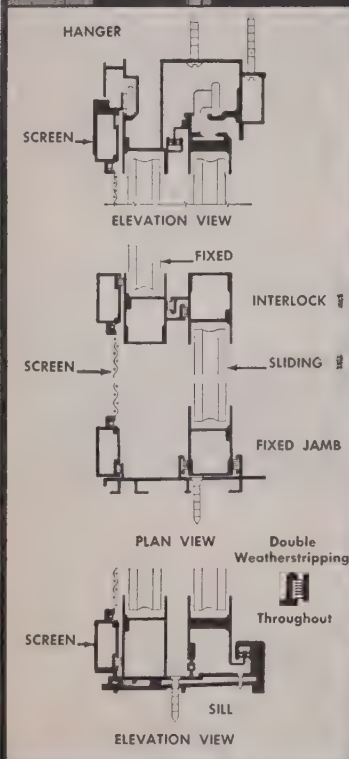 HANGER
SCREEN
ELEVATION VIEW
FIXED
INTERLOCK
SCREEN
SLIDING
FIXED JAMB
PLAN VIEW
Double
Weatherstripping
Throughout
SCREEN
SILL
ELEVATION VIEW